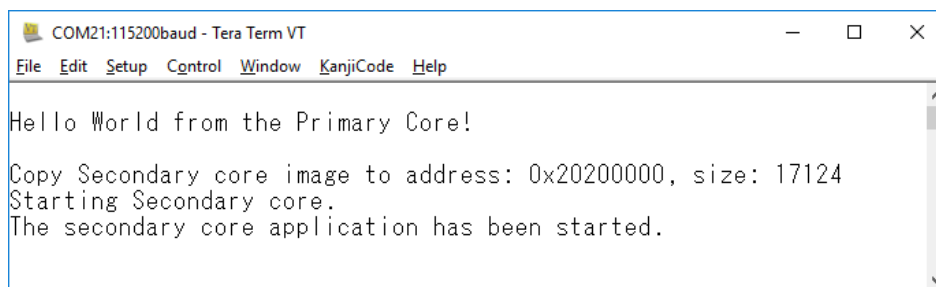 COM21:115200baud - Tera Term VT
File Edit Setup Control Window KanjiCode Help
Hello World from the Primary Core!
Copy Secondary core image to address: 0x20200000, size: 17124
Starting Secondary core.
The secondary core application has been started.